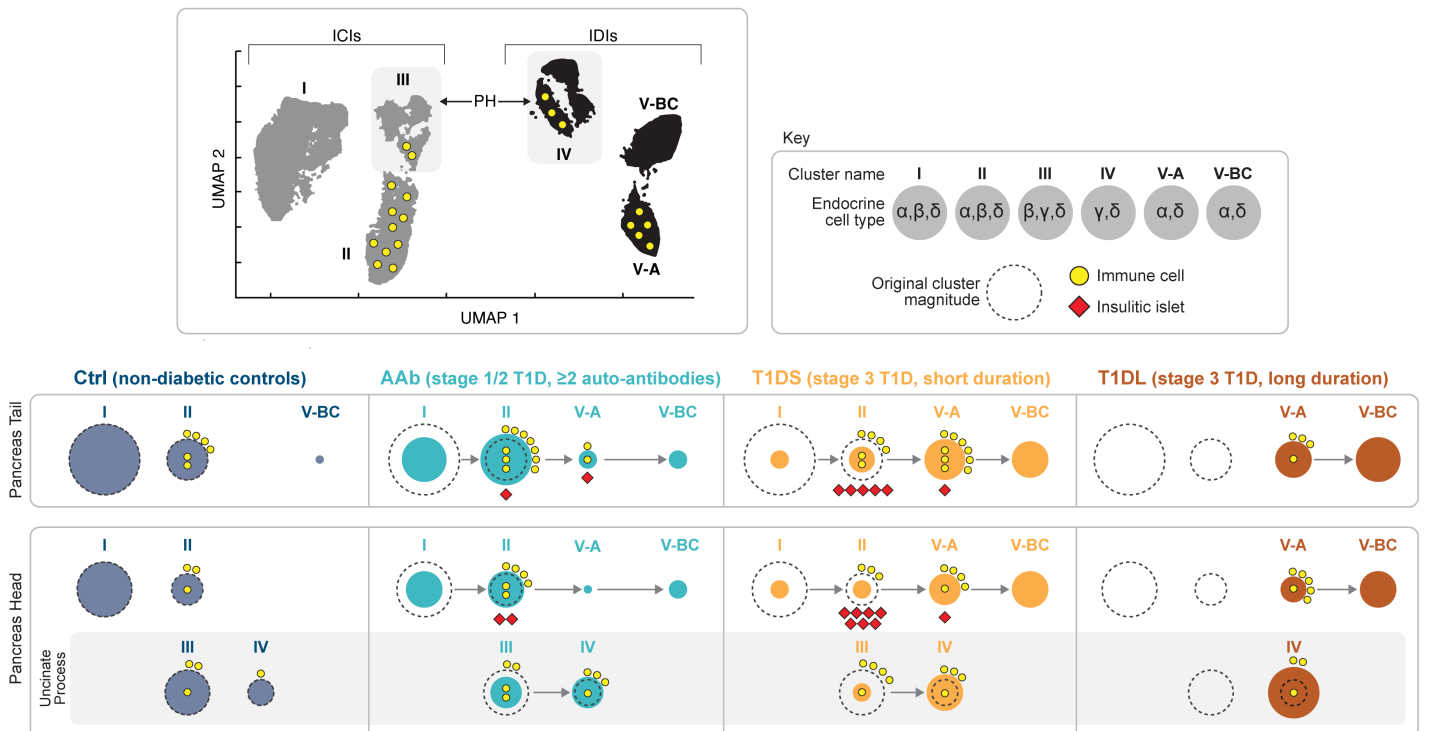 ICIs
IDIs
I
III
PH
V-BC
IV
UMAP 2
II
V-A
UMAP 1
Key
Cluster name I II III IV V-A V-BC
Endocrine cell type
α,β,δ α,β,δ β,γ,δ γ,δ α,δ α,δ
Original cluster magnitude
Immune cell
Insulitic islet
Ctrl (non-diabetic controls)
AAb (stage 1/2 T1D, ≥2 auto-antibodies)
T1DS (stage 3 T1D, short duration)
T1DL (stage 3 T1D, long duration)
Pancreas Tail
I II V-BC
I II V-A V-BC
I II V-A V-BC
V-A V-BC
Pancreas Head
I II
I II V-A V-BC
I II V-A V-BC
V-A V-BC
Uncinate Process
III IV
III IV
III IV
IV